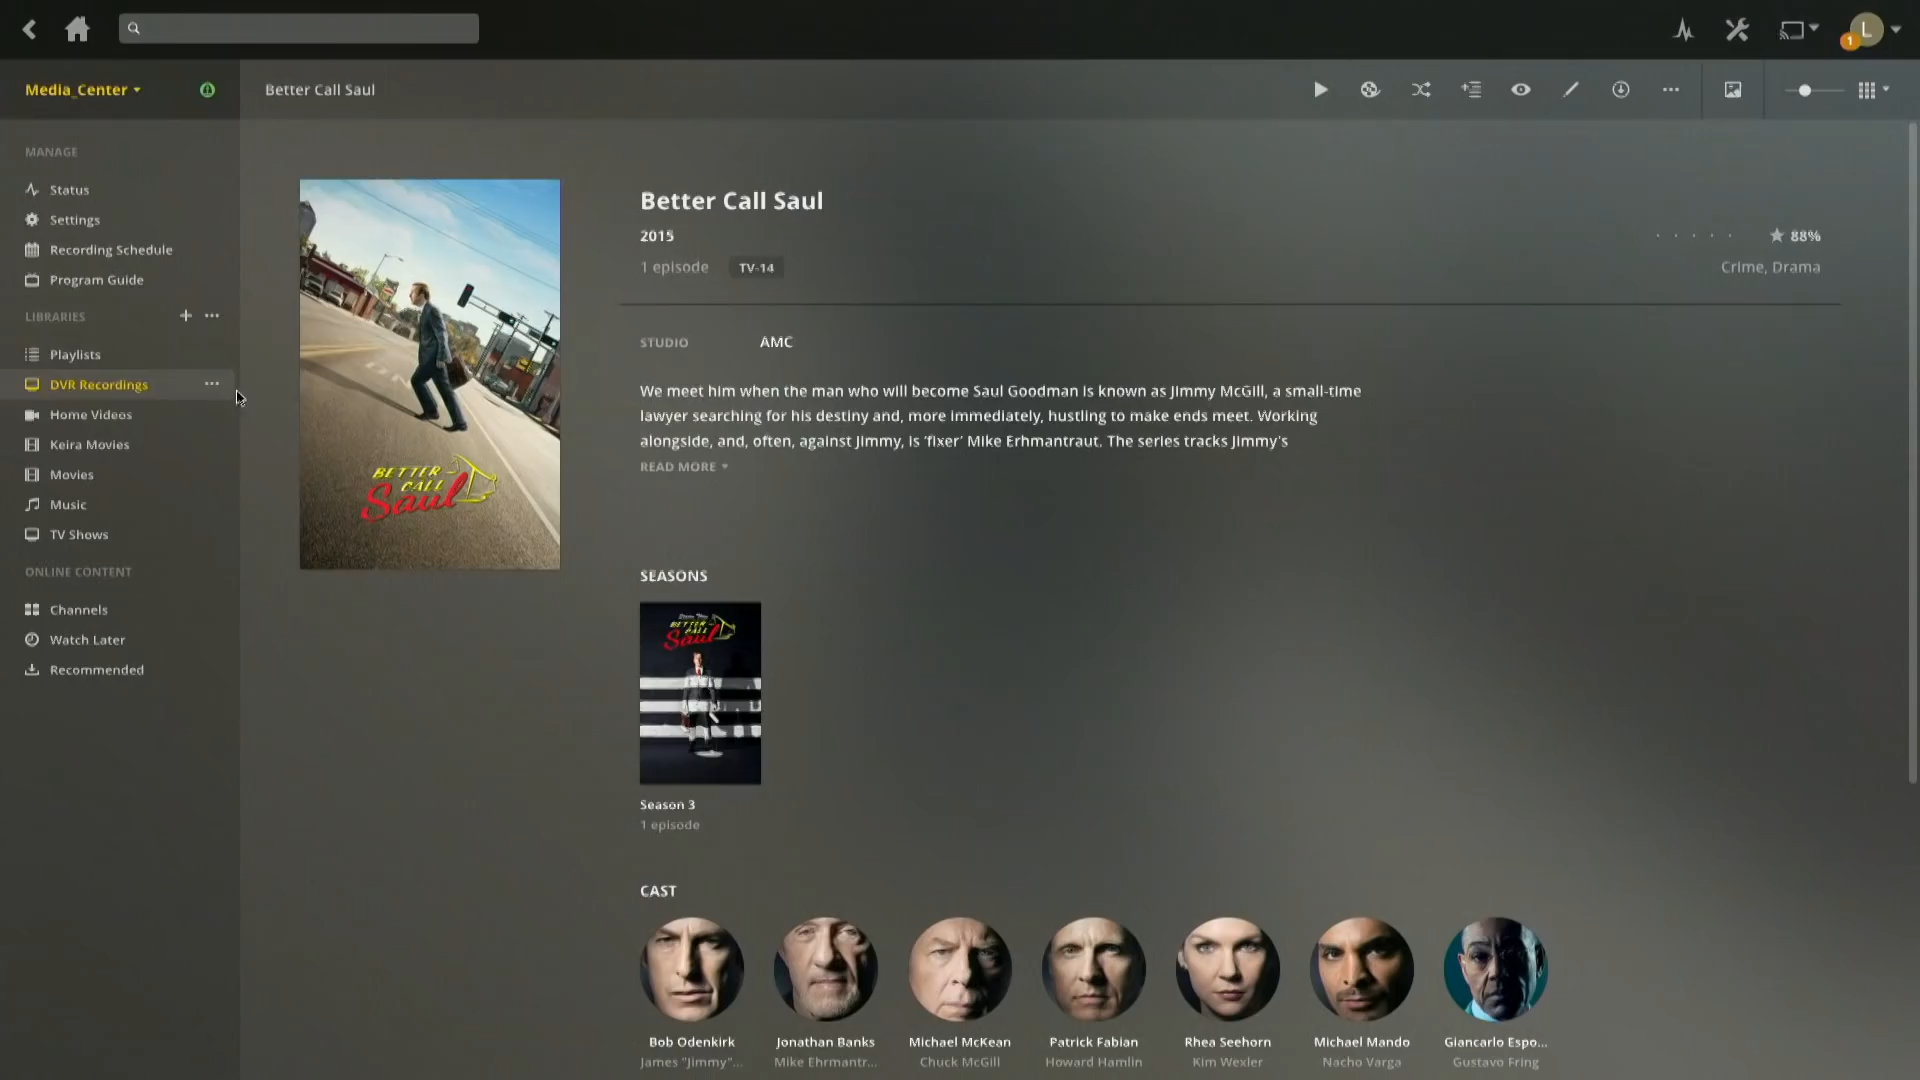 1
L
Media_Center
Better Call Saul
MANAGE
Status
Settings
Recording Schedule
Program Guide
LIBRARIES
Playlists
DVR Recordings
Home Videos
Keira Movies
Movies
Music
TV Shows
ONLINE CONTENT
Channels
Watch Later
Recommended
BETTER
CALL
Saul
Better Call Saul
2015
88%
1 episode TV-14
Crime, Drama
STUDIO AMC
We meet him when the man who will become Saul Goodman is known as Jimmy McGill, a small-time
lawyer searching for his destiny and, more immediately, hustling to make ends meet. Working
alongside, and, often, against Jimmy, is 'fixer' Mike Erhmantraut. The series tracks Jimmy's
READ MORE
SEASONS
BETTER
CALL
Saul
Season 3
1 episode
CAST
Bob Odenkirk Jonathan Banks Michael McKean Patrick Fabian Rhea Seehorn Michael Mando Giancarlo Espo...
James "Jimmy"... Mike Ehrmantr... Chuck McGill Howard Hamlin Kim Wexler Nacho Varga Gustavo Fring